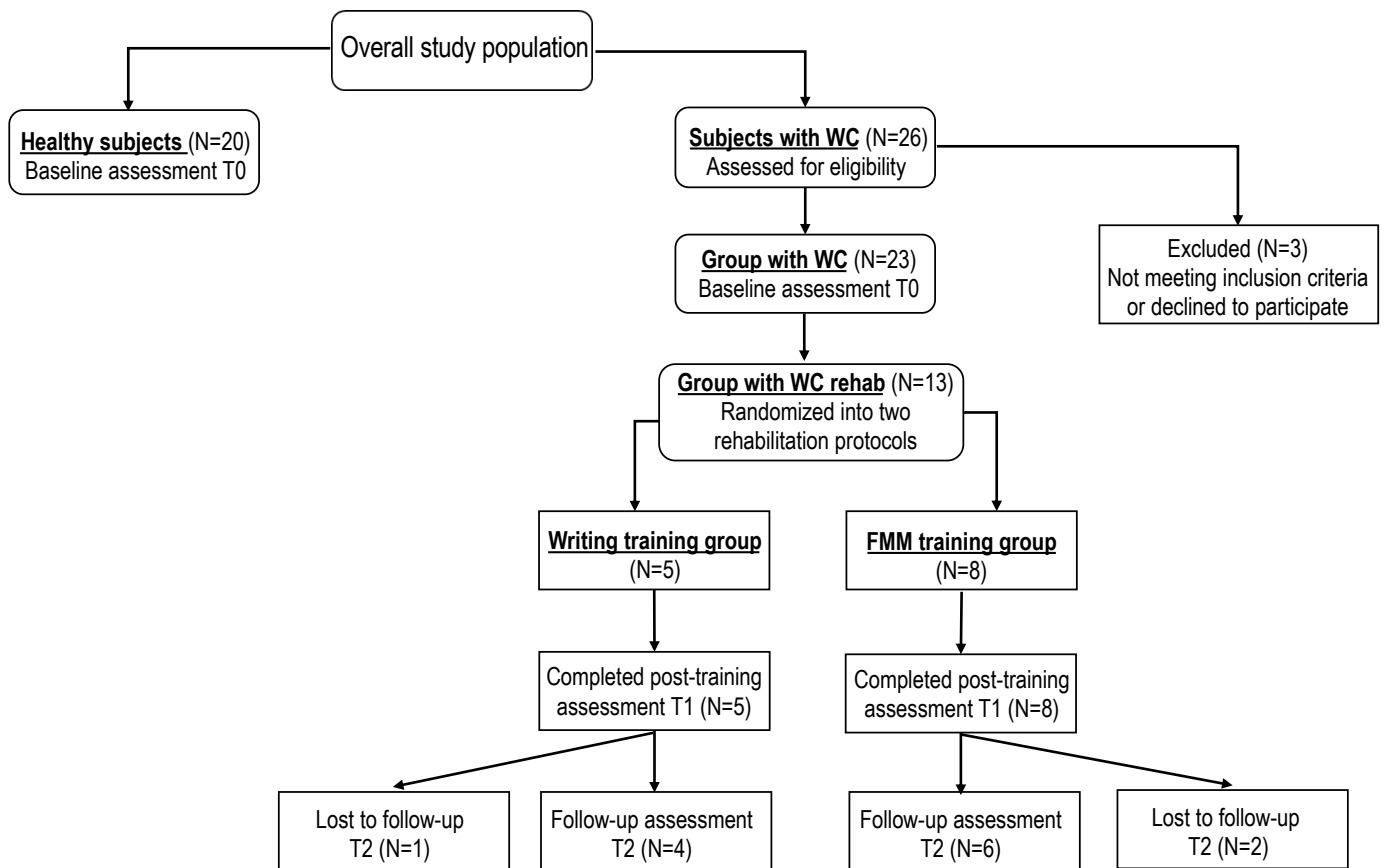 Overall study population
Healthy subjects (N=20)
Baseline assessment T0
Subjects with WC (N=26)
Assessed for eligibility
Excluded (N=3)
Not meeting inclusion criteria
or declined to participate
Group with WC (N=23)
Baseline assessment T0
Group with WC rehab (N=13)
Randomized into two
rehabilitation protocols
Writing training group
(N=5)
FMM training group
(N=8)
Completed post-training
assessment T1 (N=5)
Completed post-training
assessment T1 (N=8)
Lost to follow-up
T2 (N=1)
Follow-up assessment
T2 (N=4)
Follow-up assessment
T2 (N=6)
Lost to follow-up
T2 (N=2)